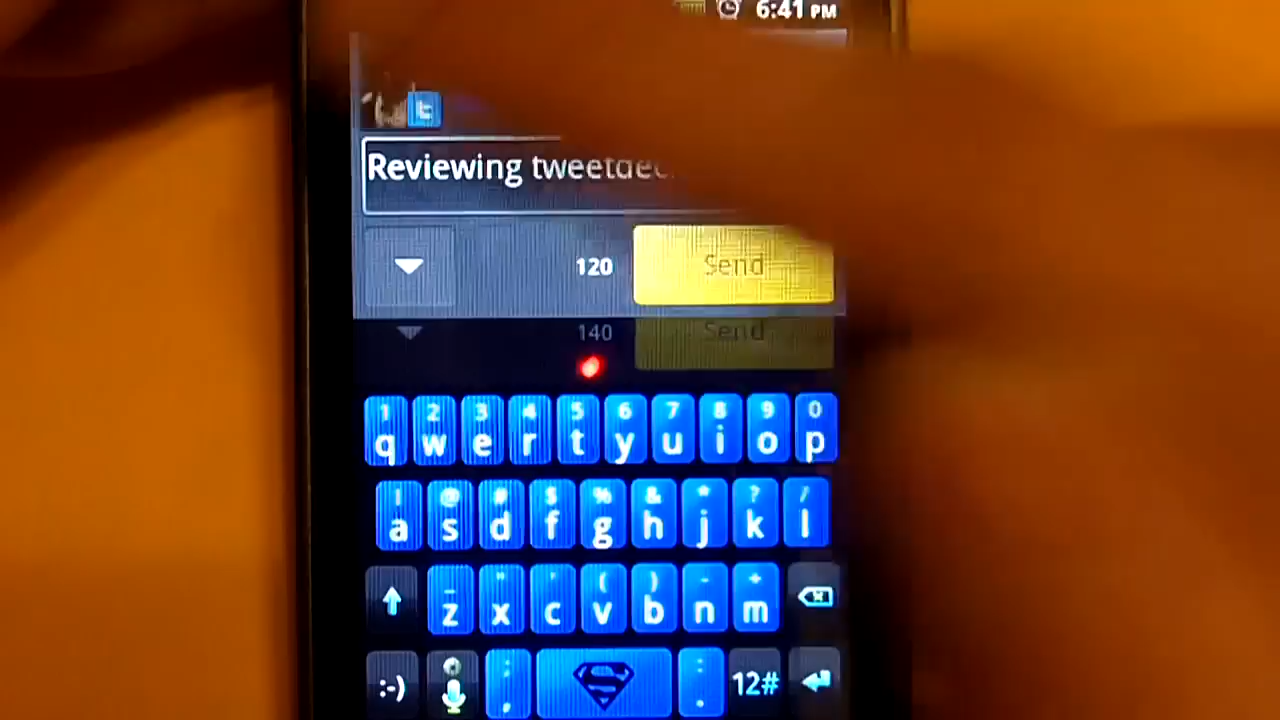 6:41 PM
t
Reviewing
120 Send
140 Send
1 2 3 4 5 6 7 8 9 0
q w e r t y u i o p
! @ # $ % & * ? /
a s d f g h j k l
_ " ' ( ) - +
z x c v b n m
:-) , . 12#